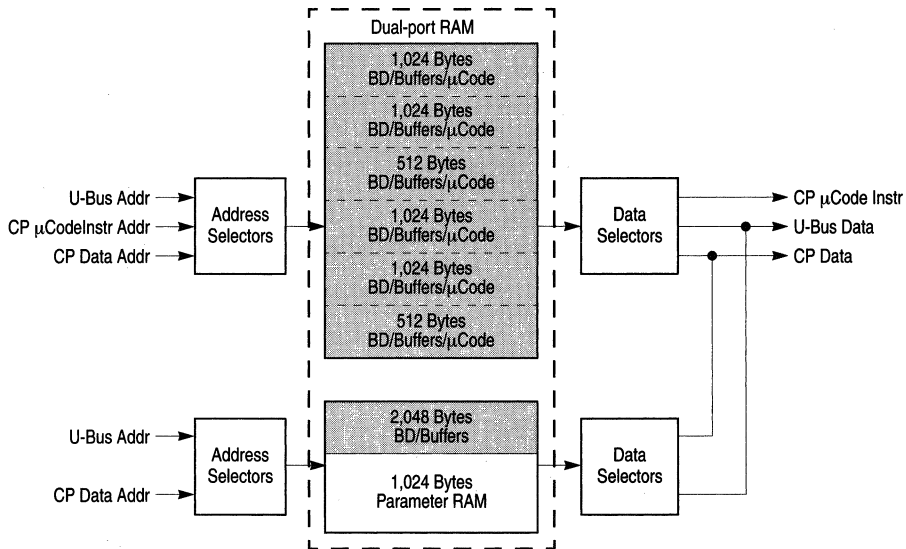 Dual-port RAM
1,024 Bytes
BD/Buffers/µCode
1,024 Bytes
BD/Buffers/µCode
512 Bytes
BD/Buffers/µCode
1,024 Bytes
BD/Buffers/µCode
1,024 Bytes
BD/Buffers/µCode
512 Bytes
BD/Buffers/µCode
U-Bus Addr
CP µCodeInstr Addr
CP Data Addr
Address
Selectors
Data
Selectors
CP µCode Instr
U-Bus Data
CP Data
U-Bus Addr
CP Data Addr
Address
Selectors
2,048 Bytes
BD/Buffers
1,024 Bytes
Parameter RAM
Data
Selectors